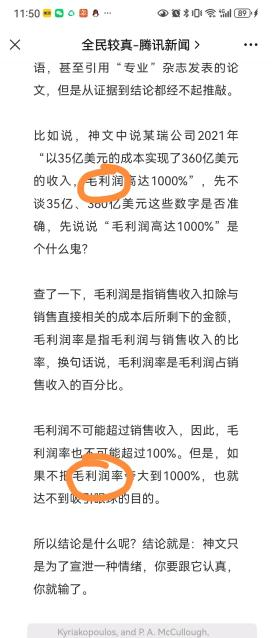 11:50
89
全民较真-腾讯新闻
语，甚至引用“专业”杂志发表的论
文，但是从证据到结论都经不起推敲。
比如说，神文中说某瑞公司2021年
“以35亿美元的成本实现了360亿美元
的收入，毛利润高达1000%”，先不
谈35亿、360亿美元这些数字是否准
确，先说说“毛利润高达1000%”是
个什么鬼？
查了一下，毛利润是指销售收入扣除与
销售直接相关的成本后所剩下的金额，
毛利润率是指毛利润与销售收入的比
率，换句话说，毛利润率是毛利润占销
售收入的百分比。
毛利润不可能超过销售收入，因此，毛
利润率也不可能超过100%。但是，如
果不把毛利润率夸大到1000%，也就
达不到吸引眼球的目的。
所以结论是什么呢？结论就是：神文只
是为了宣泄一种情绪，你要跟它认真，
你就输了。
Kyriakopoulos, and P. A. McCullough,